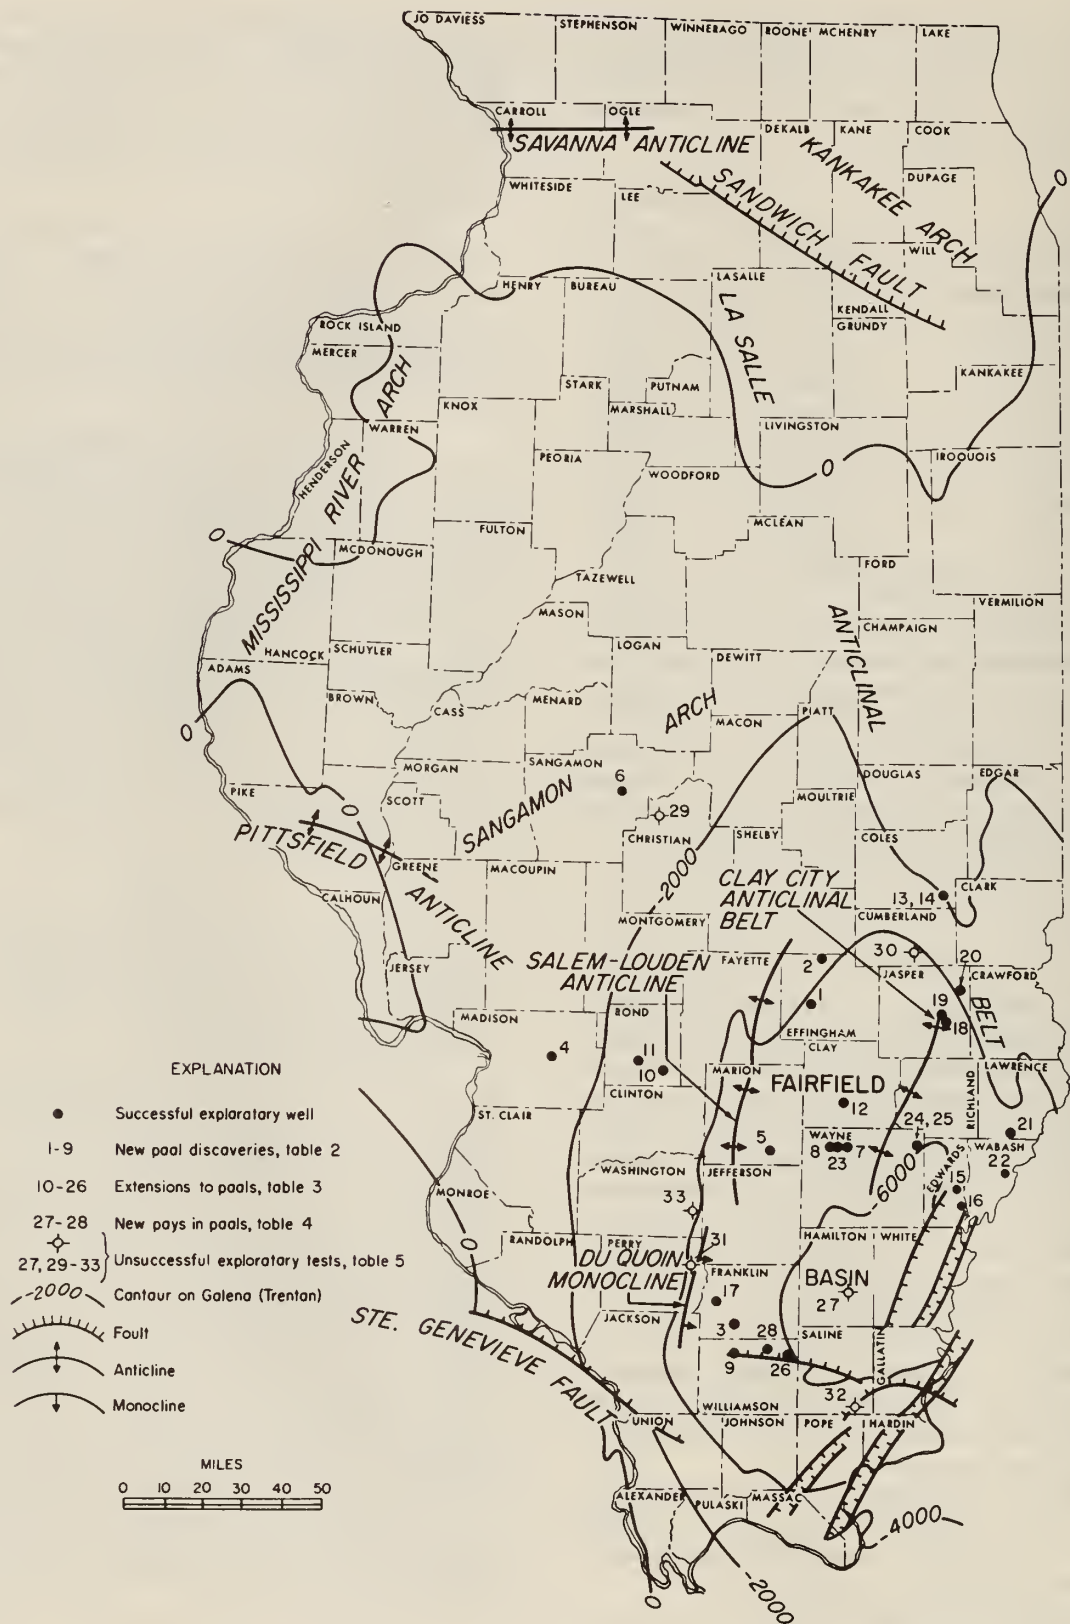 JO DAVIESS
STEPHENSON
WINNEBAGO
BOONE
MCHENRY
LAKE
CARROLL
OGLE
SAVANNA ANTICLINE
DEKALB
KANE
COOK
KANKAKEE ARCH
DUPAGE
WHITESIDE
LEE
SANDWICH FAULT
WILL
0
HENRY
BUREAU
LASALLE
KENDALL
GRUNDY
ROCK ISLAND
MERCER
LA SALLE
KANKAKEE
STARK
PUTNAM
MARSHALL
KNOX
WARREN
LIVINGSTON
HENDERSON
PEORIA
WOODFORD
0
IROQUOIS
MISSISSIPPI RIVER ARCH
0
FULTON
MCLEAN
MCDONOUGH
FORD
TAZEWELL
MASON
VERMILION
CHAMPAIGN
ANTICLINAL
HANCOCK
SCHUYLER
LOGAN
ADAMS
DEWITT
BROWN
CASS
MENARD
ARCH
MACON
PIATT
0
MORGAN
SANGAMON
DOUGLAS
EDGAR
PIKE
SCOTT
6
MOULTRIE
0
SANGAMON
29
CHRISTIAN
SHELBY
COLES
PITTSFIELD
GREENE
MACOUPIN
-2000
CLAY CITY
ANTICLINAL
BELT
CLARK
CALHOUN
ANTICLINE
13, 14
MONTGOMERY
CUMBERLAND
JERSEY
SALEM-LOUDEN
ANTICLINE
FAYETTE
2
30
JASPER
20
CRAWFORD
MADISON
BOND
1
19
18
BELT
EFFINGHAM
CLAY
4
11
10
MARION
FAIRFIELD
RICHLAND
LAWRENCE
CLINTON
12
ST. CLAIR
24, 25
21
5
WAYNE
8
23
7
WABASH
WASHINGTON
JEFFERSON
EDWARDS
22
15
-6000
MONROE
33
16
0
RANDOLPH
PERRY
31
HAMILTON
WHITE
DU QUOIN
MONOCLINE
FRANKLIN
BASIN
27
17
STE. GENEVIEVE FAULT
JACKSON
3
28
SALINE
GALLATIN
9
26
32
WILLIAMSON
UNION
JOHNSON
POPE
HARDIN
ALEXANDER
PULASKI
MASSAC
-4000
-2000
0
EXPLANATION
Successful exploratary well
1-9 New paal discoveries, table 2
10-26 Extensions to paals, table 3
27-28 New pays in paals, table 4
27, 29-33 Unsuccessful exploratary tests, table 5
-2000 Cantaur on Galena (Trentan)
Foult
Anticline
Monocline
MILES
0 10 20 30 40 50